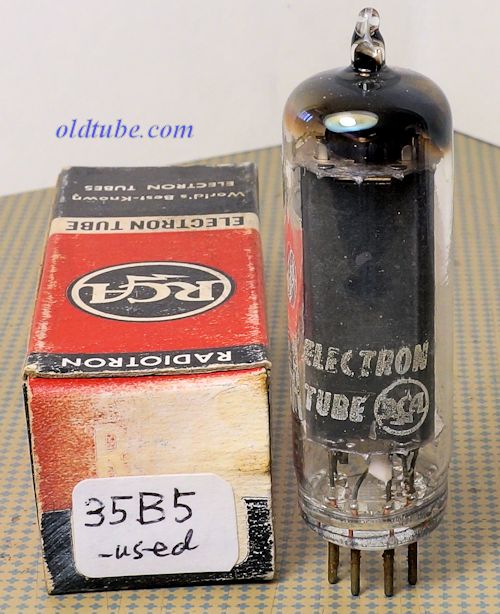 oldtube.com
World's Best-Known
ELECTRON TUBES
ELECTRON TUBE
RCA
RADIOTRON
35B5
-used
ELECTRON
TUBE RCA